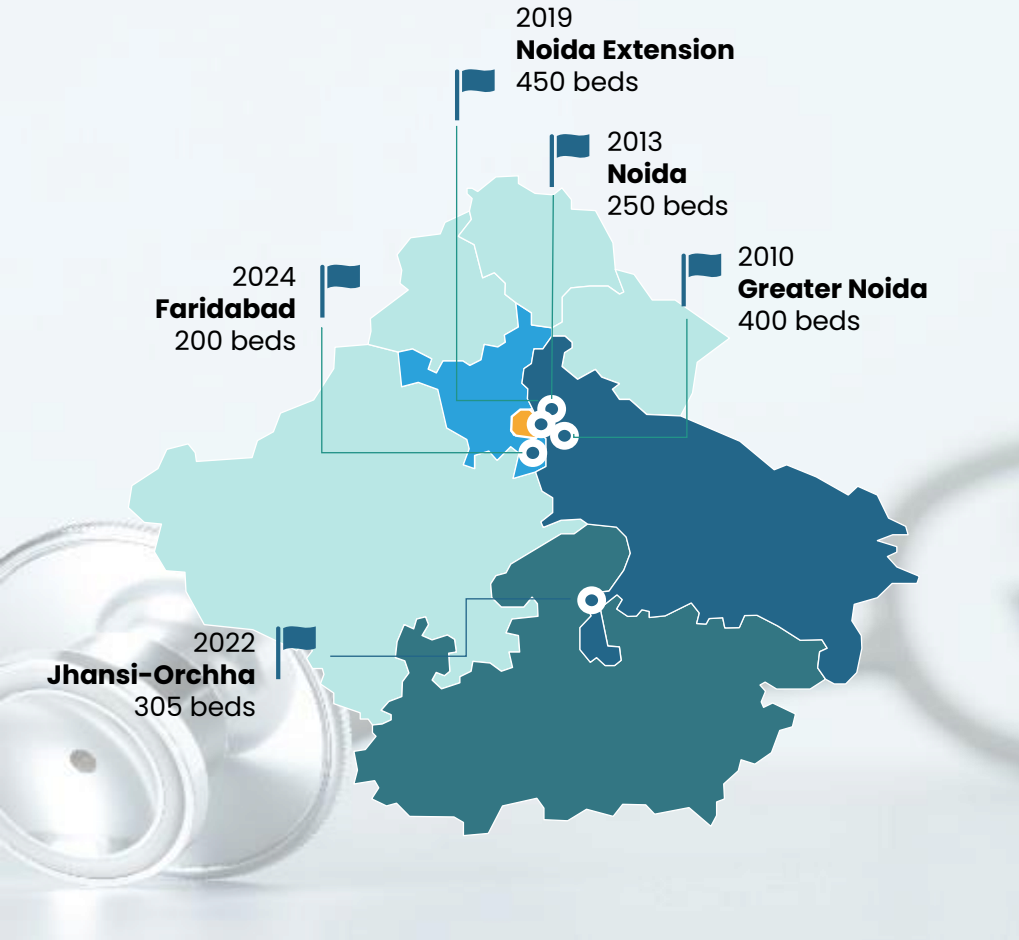 2019
Noida Extension
450 beds
2013
Noida
250 beds
2010
Greater Noida
400 beds
2024
Faridabad
200 beds
2022
Jhansi-Orchha
305 beds